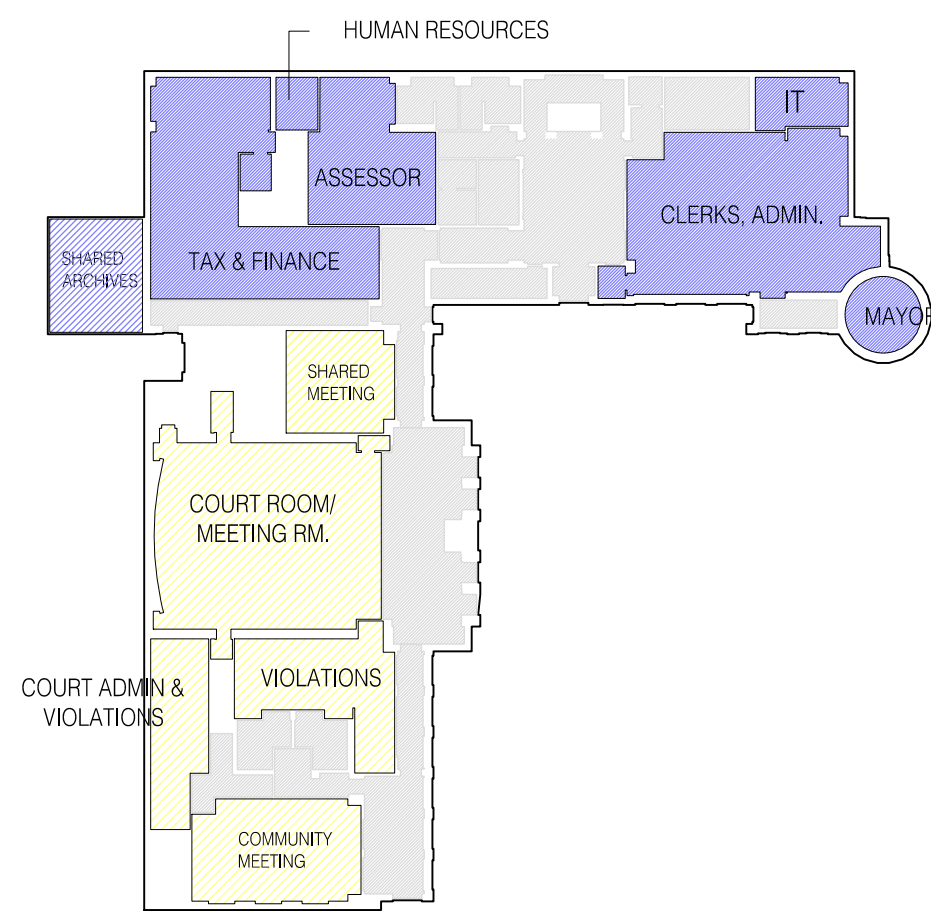 HUMAN RESOURCES
IT
ASSESSOR
CLERKS, ADMIN.
SHARED
ARCHIVES
TAX & FINANCE
MAYOR
SHARED
MEETING
COURT ROOM/
MEETING RM.
VIOLATIONS
COURT ADMIN &
VIOLATIONS
COMMUNITY
MEETING